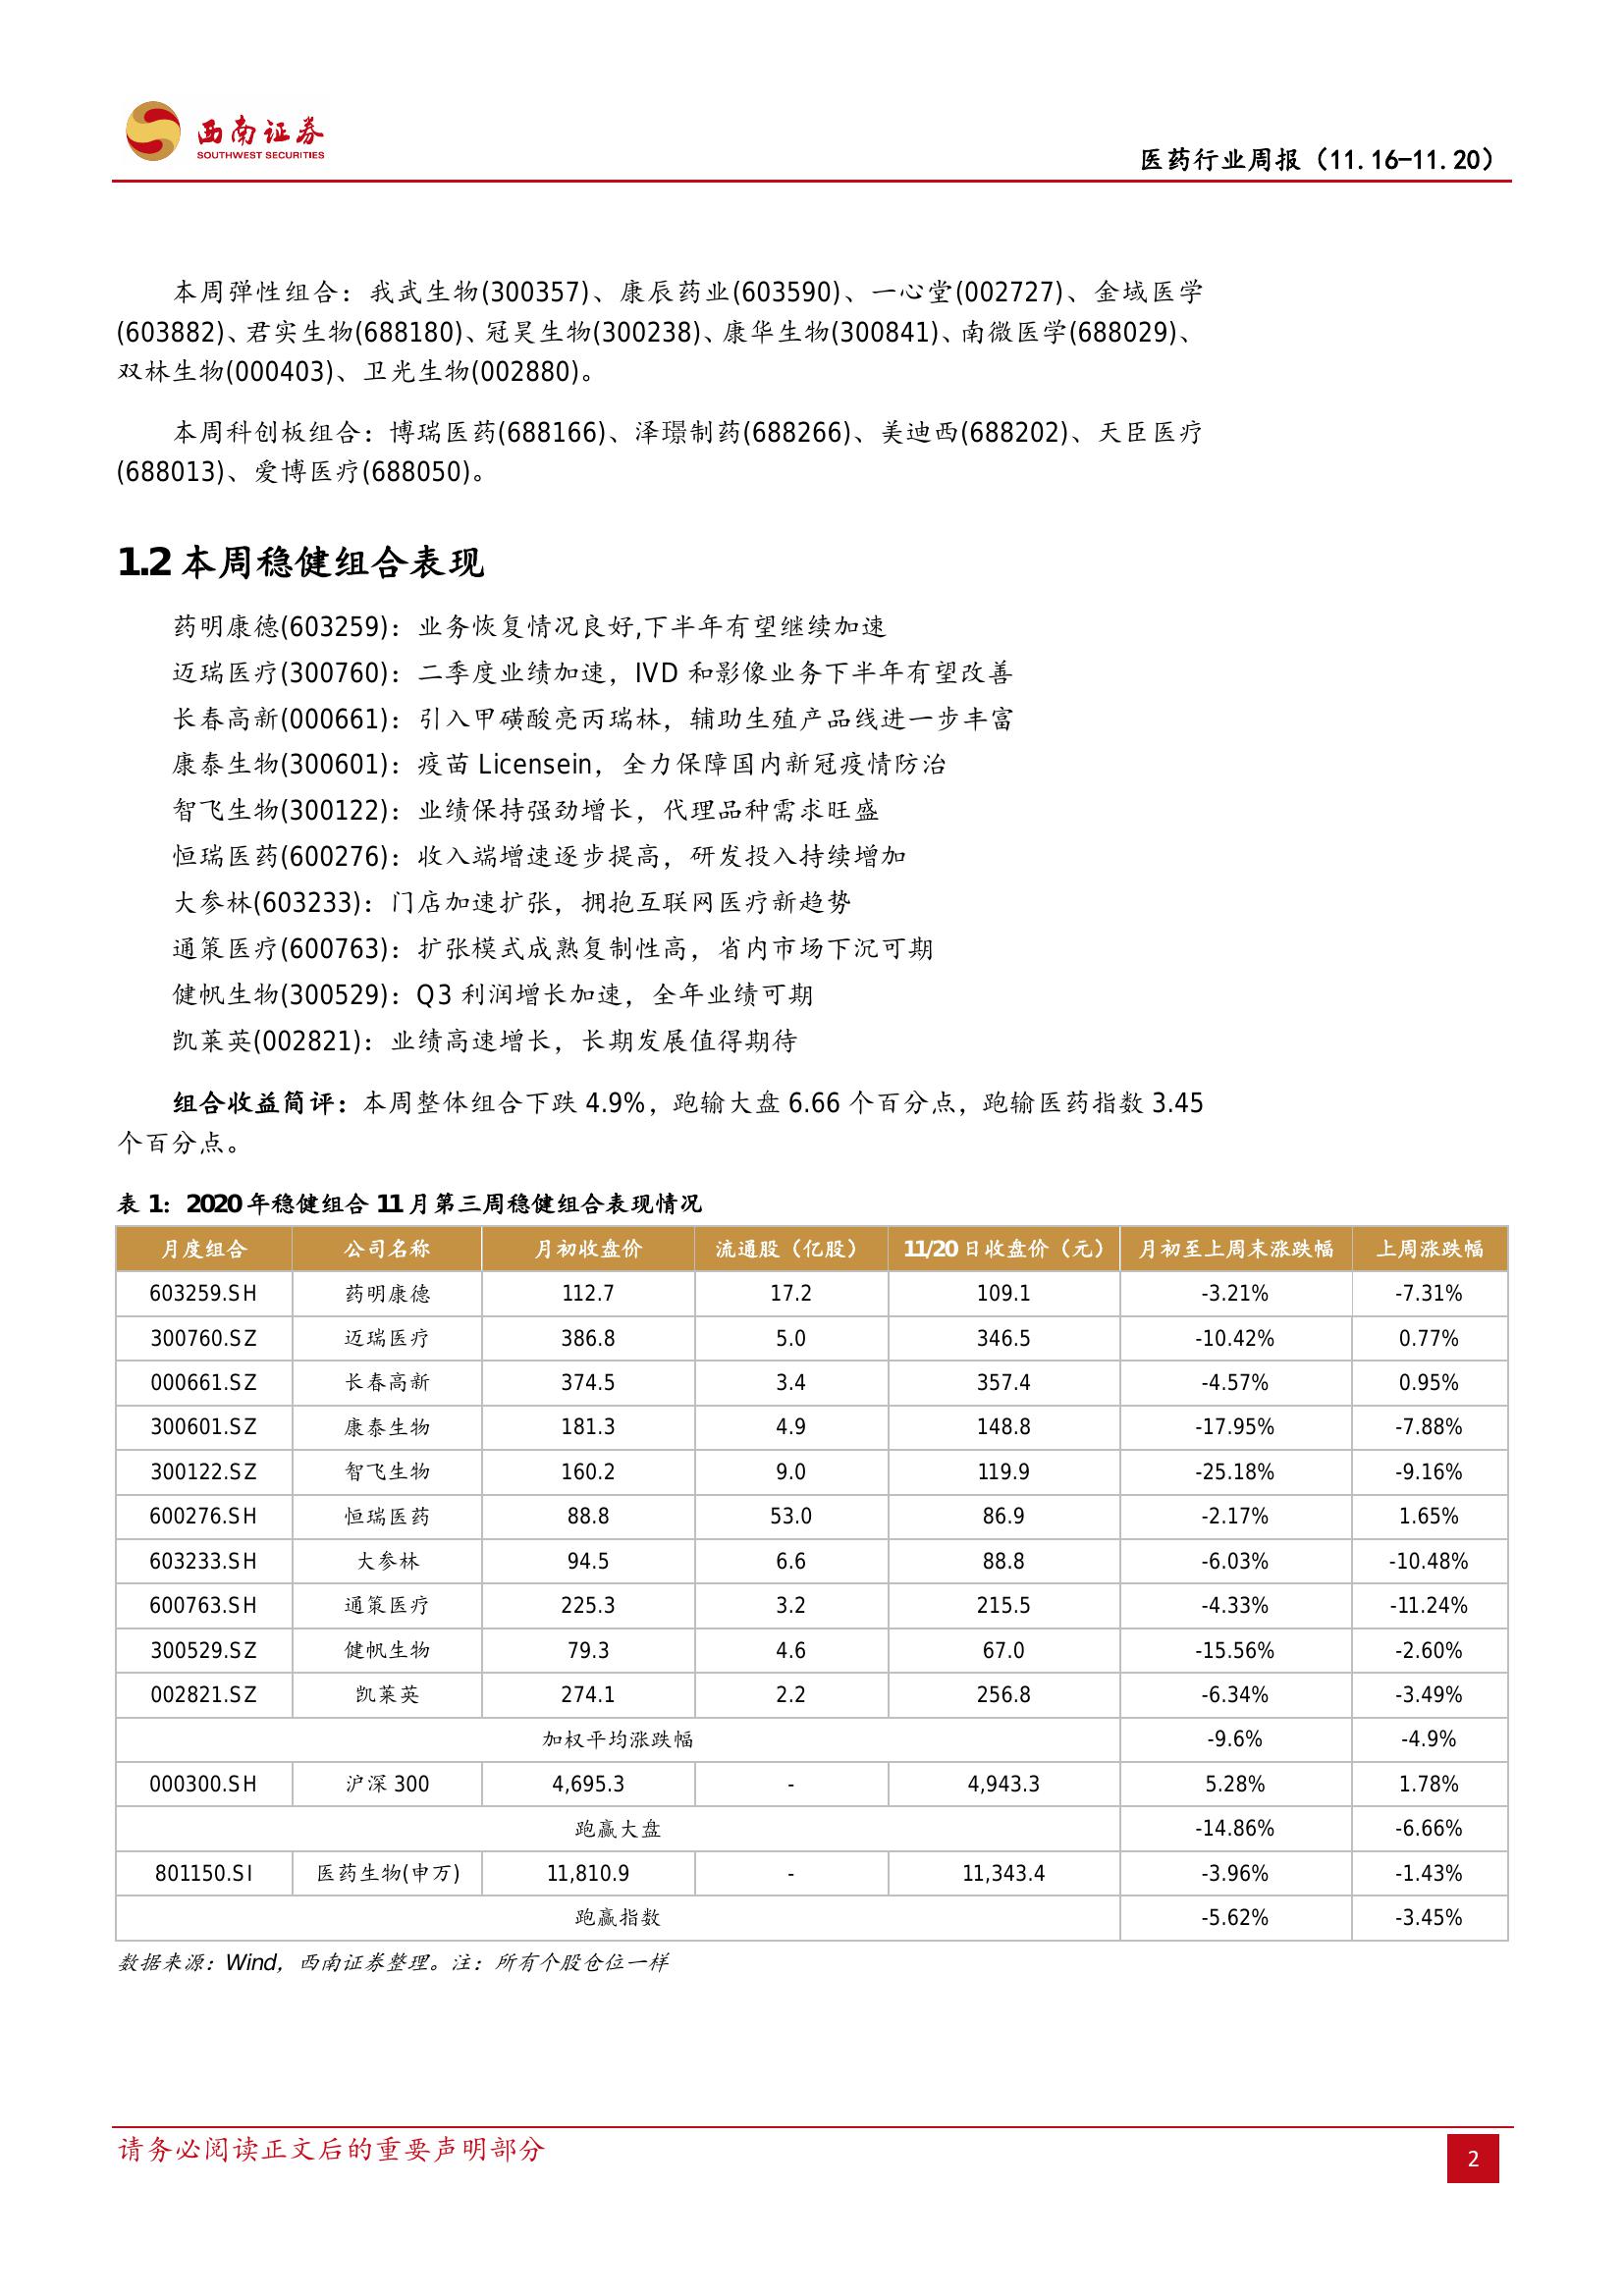 西南证券
SOUTHWEST SECURITIES
医药行业周报（11.16-11.20）
本周弹性组合：我武生物(300357)、康辰药业(603590)、一心堂(002727)、金域医学
(603882)、君实生物(688180)、冠昊生物(300238)、康华生物(300841)、南微医学(688029)、
双林生物(000403)、卫光生物(002880)。
本周科创板组合：博瑞医药(688166)、泽璟制药(688266)、美迪西(688202)、天臣医疗
(688013)、爱博医疗(688050)。
1.2 本周稳健组合表现
药明康德(603259)：业务恢复情况良好,下半年有望继续加速
迈瑞医疗(300760)：二季度业绩加速，IVD 和影像业务下半年有望改善
长春高新(000661)：引入甲磺酸亮丙瑞林，辅助生殖产品线进一步丰富
康泰生物(300601)：疫苗 Licensein，全力保障国内新冠疫情防治
智飞生物(300122)：业绩保持强劲增长，代理品种需求旺盛
恒瑞医药(600276)：收入端增速逐步提高，研发投入持续增加
大参林(603233)：门店加速扩张，拥抱互联网医疗新趋势
通策医疗(600763)：扩张模式成熟复制性高，省内市场下沉可期
健帆生物(300529)：Q3 利润增长加速，全年业绩可期
凯莱英(002821)：业绩高速增长，长期发展值得期待
组合收益简评：本周整体组合下跌 4.9%，跑输大盘 6.66 个百分点，跑输医药指数 3.45
个百分点。
表 1：2020 年稳健组合 11 月第三周稳健组合表现情况
月度组合 公司名称 月初收盘价 流通股（亿股） 11/20 日收盘价（元） 月初至上周末涨跌幅 上周涨跌幅
603259.SH 药明康德 112.7 17.2 109.1 -3.21% -7.31%
300760.SZ 迈瑞医疗 386.8 5.0 346.5 -10.42% 0.77%
000661.SZ 长春高新 374.5 3.4 357.4 -4.57% 0.95%
300601.SZ 康泰生物 181.3 4.9 148.8 -17.95% -7.88%
300122.SZ 智飞生物 160.2 9.0 119.9 -25.18% -9.16%
600276.SH 恒瑞医药 88.8 53.0 86.9 -2.17% 1.65%
603233.SH 大参林 94.5 6.6 88.8 -6.03% -10.48%
600763.SH 通策医疗 225.3 3.2 215.5 -4.33% -11.24%
300529.SZ 健帆生物 79.3 4.6 67.0 -15.56% -2.60%
002821.SZ 凯莱英 274.1 2.2 256.8 -6.34% -3.49%
加权平均涨跌幅 -9.6% -4.9%
000300.SH 沪深 300 4,695.3 - 4,943.3 5.28% 1.78%
跑赢大盘 -14.86% -6.66%
801150.SI 医药生物(申万) 11,810.9 - 11,343.4 -3.96% -1.43%
跑赢指数 -5.62% -3.45%
数据来源：Wind，西南证券整理。注：所有个股仓位一样
请务必阅读正文后的重要声明部分
2